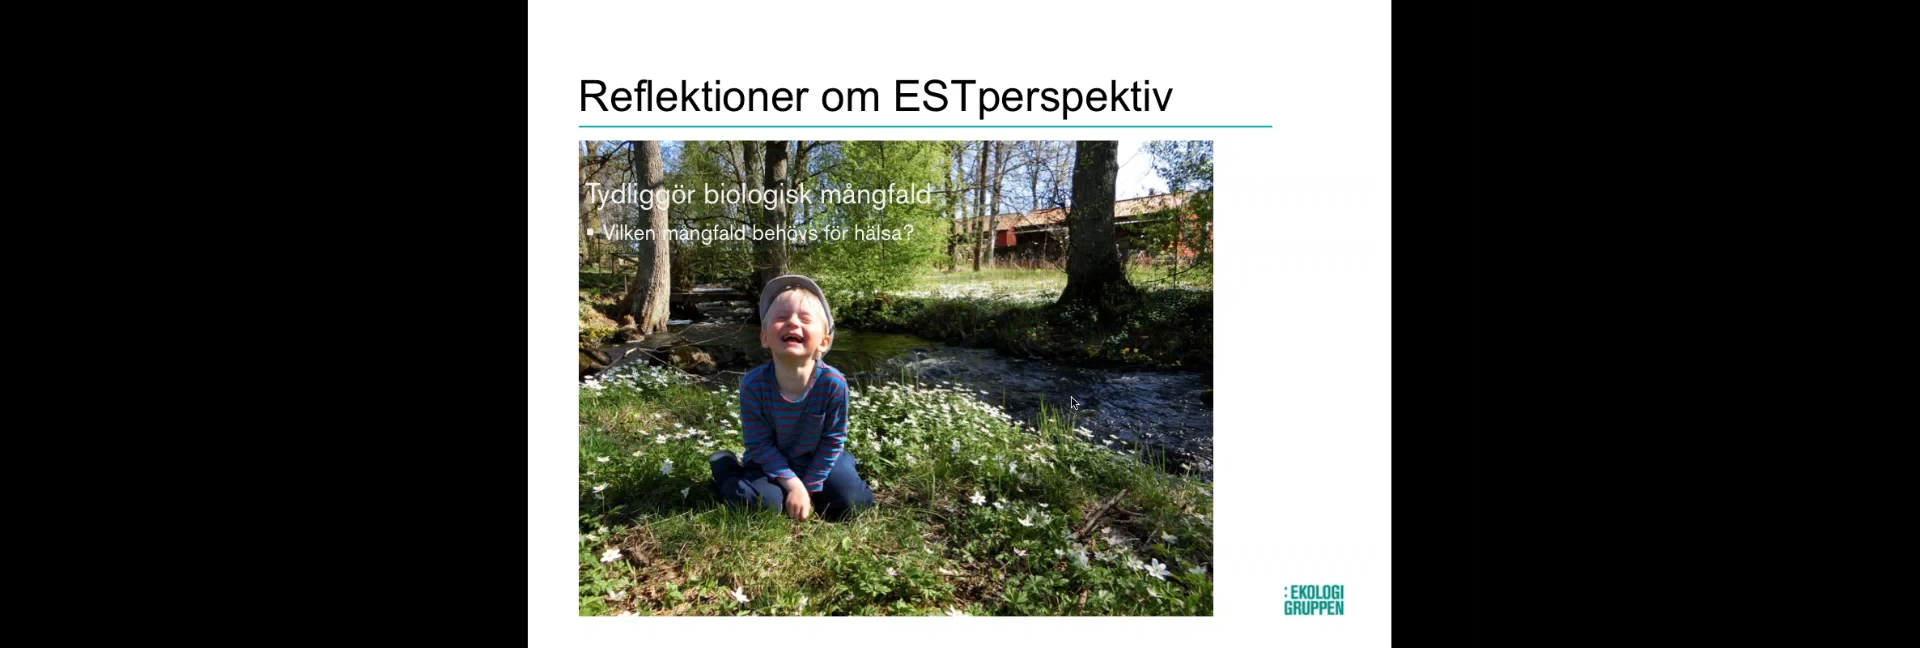 Reflektioner om ESTperspektiv
Tydliggör biologisk mångfald
▪ Vilken mångfald behövs för hälsa?
:EKOLOGI
GRUPPEN